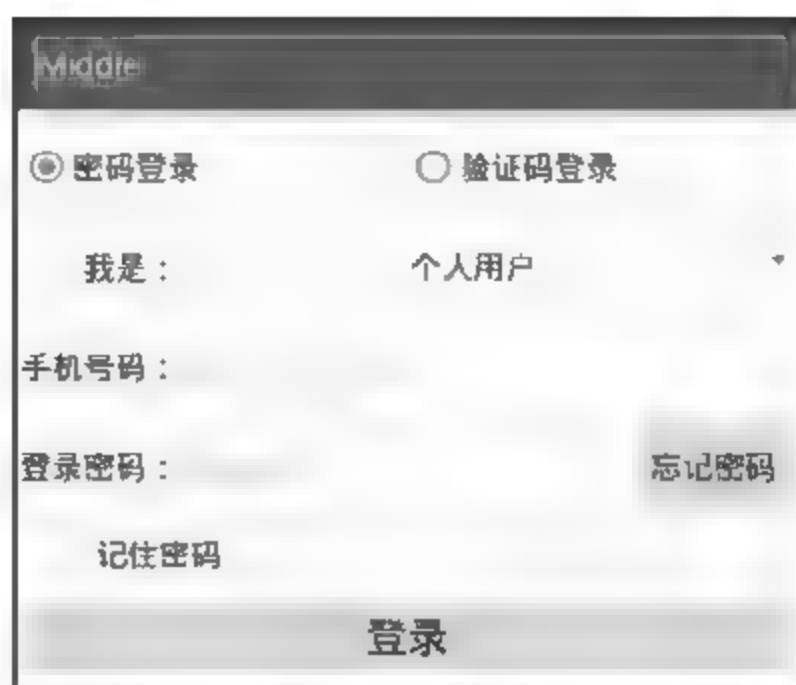 Middle
密码登录 验证码登录
我是： 个人用户
手机号码：
登录密码： 忘记密码
记住密码
登录